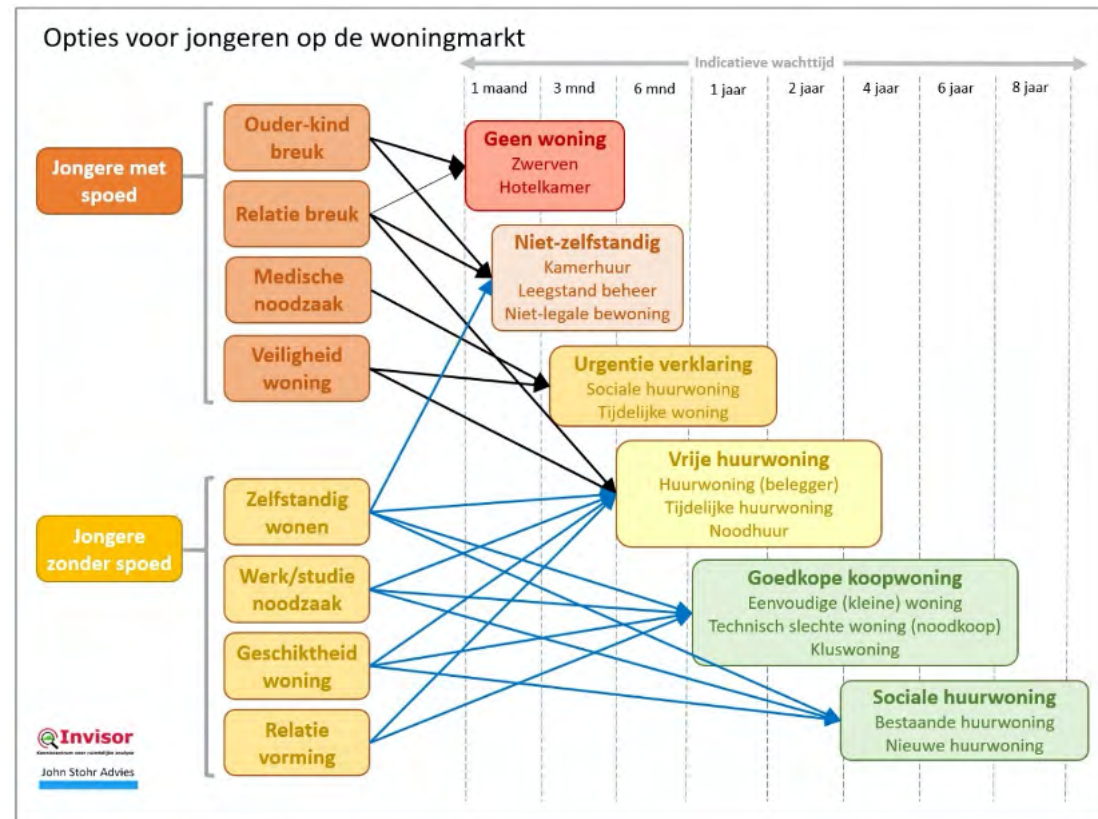 Opties voor jongeren op de woningmarkt
Indicatieve wachttijd
1 maand
3 mnd
6 mnd
1 jaar
2 jaar
4 jaar
6 jaar
8 jaar
Jongere met
spoed
Ouder-kind
breuk
Relatie breuk
Medische
noodzaak
Veiligheid
woning
Geen woning
Zwerven
Hotelkamer
Niet-zelfstandig
Kamerhuur
Leegstand beheer
Niet-legale bewoning
Urgentie verklaring
Sociale huurwoning
Tijdelijke woning
Vrije huurwoning
Huurwoning (belegger)
Tijdelijke huurwoning
Noodhuur
Jongere
zonder spoed
Zelfstandig
wonen
Werk/studie
noodzaak
Geschiktheid
woning
Relatie
vorming
Goedkope koopwoning
Eenvoudige (kleine) woning
Technisch slechte woning (noodkoop)
Kluswoning
Sociale huurwoning
Bestaande huurwoning
Nieuwe huurwoning
Invisor
Kenniscentrum voor ruimtelijke analyse
John Stohr Advies